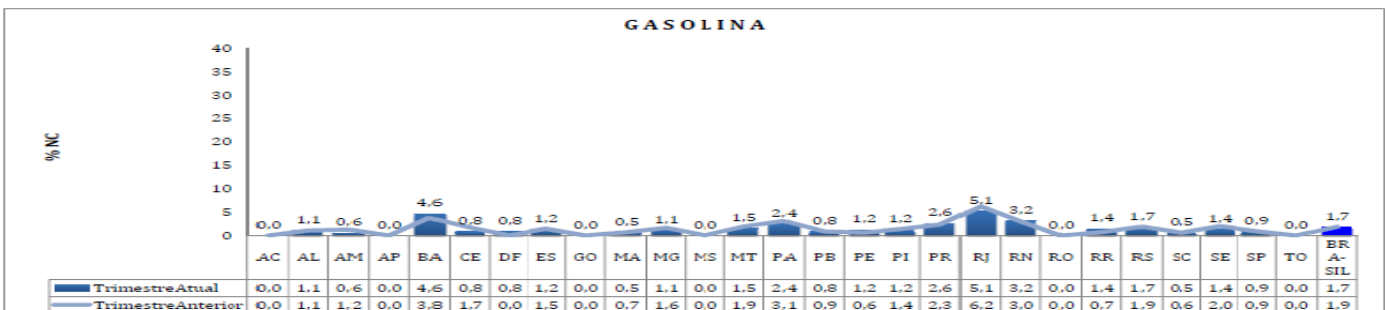 GASOLINA
40
35
30
25
20
15
10
5
0
% NC
0,0 1,1 0,6 0,0 4,6 0,8 0,8 1,2 0,0 0,5 1,1 0,0 1,5 2,4 0,8 1,2 1,2 2,6 5,1 3,2 0,0 1,4 1,7 0,5 1,4 0,9 0,0 1,7
AC AL AM AP BA CE DF ES GO MA MG MS MT PA PB PE PI PR RJ RN RO RR RS SC SE SP TO BR
A-
SIL
TrimestreAtual 0,0 1,1 0,6 0,0 4,6 0,8 0,8 1,2 0,0 0,5 1,1 0,0 1,5 2,4 0,8 1,2 1,2 2,6 5,1 3,2 0,0 1,4 1,7 0,5 1,4 0,9 0,0 1,7
TrimestreAnterior 0,0 1,1 1,2 0,0 3,8 1,7 0,0 1,5 0,0 0,7 1,6 0,0 1,9 3,1 0,9 0,6 1,4 2,3 6,2 3,0 0,0 0,7 1,9 0,6 2,0 0,9 0,0 1,9